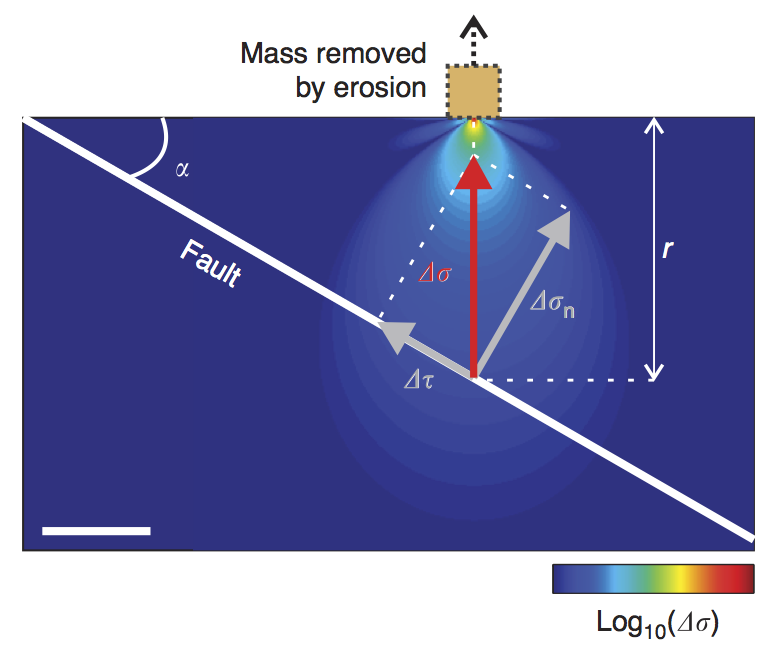 Mass removed
by erosion
α
Fault
Δσ
Δσn
Δτ
r
Log10(Δσ)